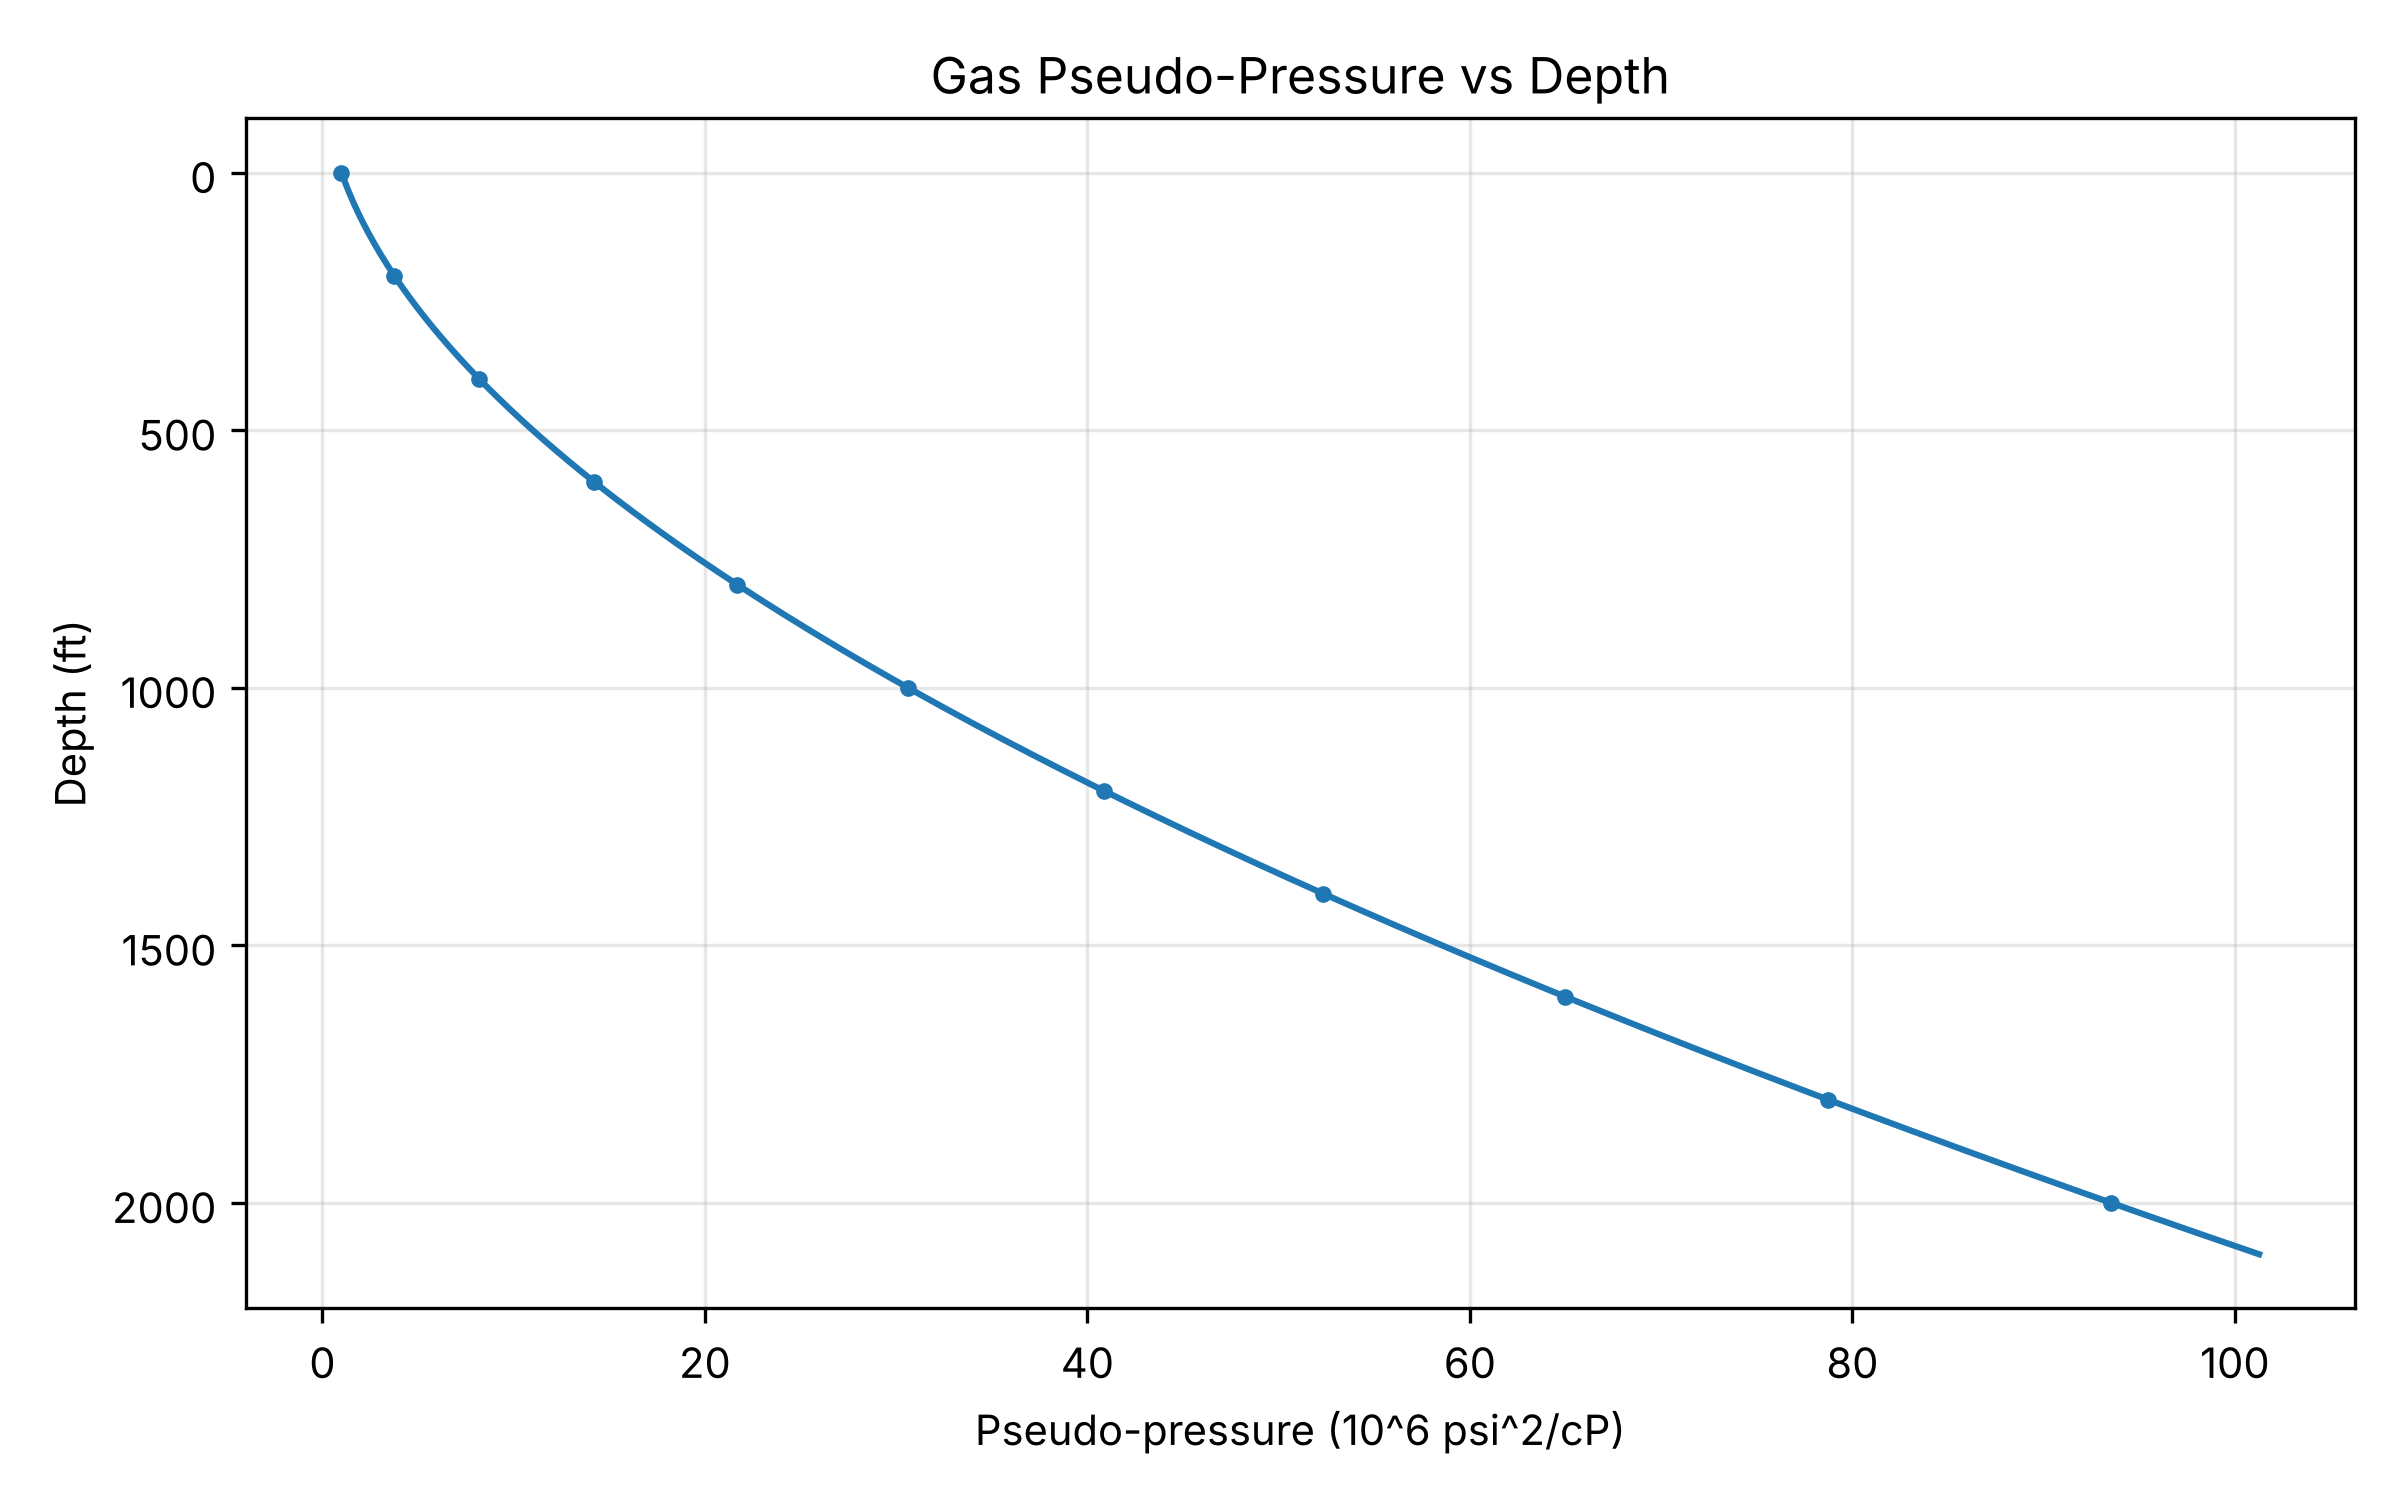 Gas Pseudo-Pressure vs Depth
0
500
1000
1500
2000
Depth (ft)
0 20 40 60 80 100
Pseudo-pressure (10^6 psi^2/cP)